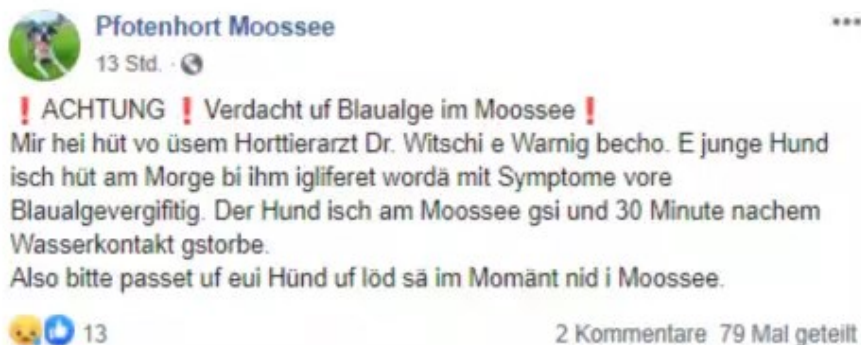 Pfotenhort Moossee
13 Std. ·
❗ ACHTUNG ❗ Verdacht uf Blaualge im Moossee❗
Mir hei hüt vo üsem Horttierarzt Dr. Witschi e Warnig becho. E junge Hund
isch hüt am Morge bi ihm igliferet wordä mit Symptome vore
Blaualgevergifitig. Der Hund isch am Moossee gsi und 30 Minute nachem
Wasserkontakt gstorbe.
Also bitte passet uf eui Hünd uf löd sä im Momänt nid i Moossee.
13
2 Kommentare 79 Mal geteilt